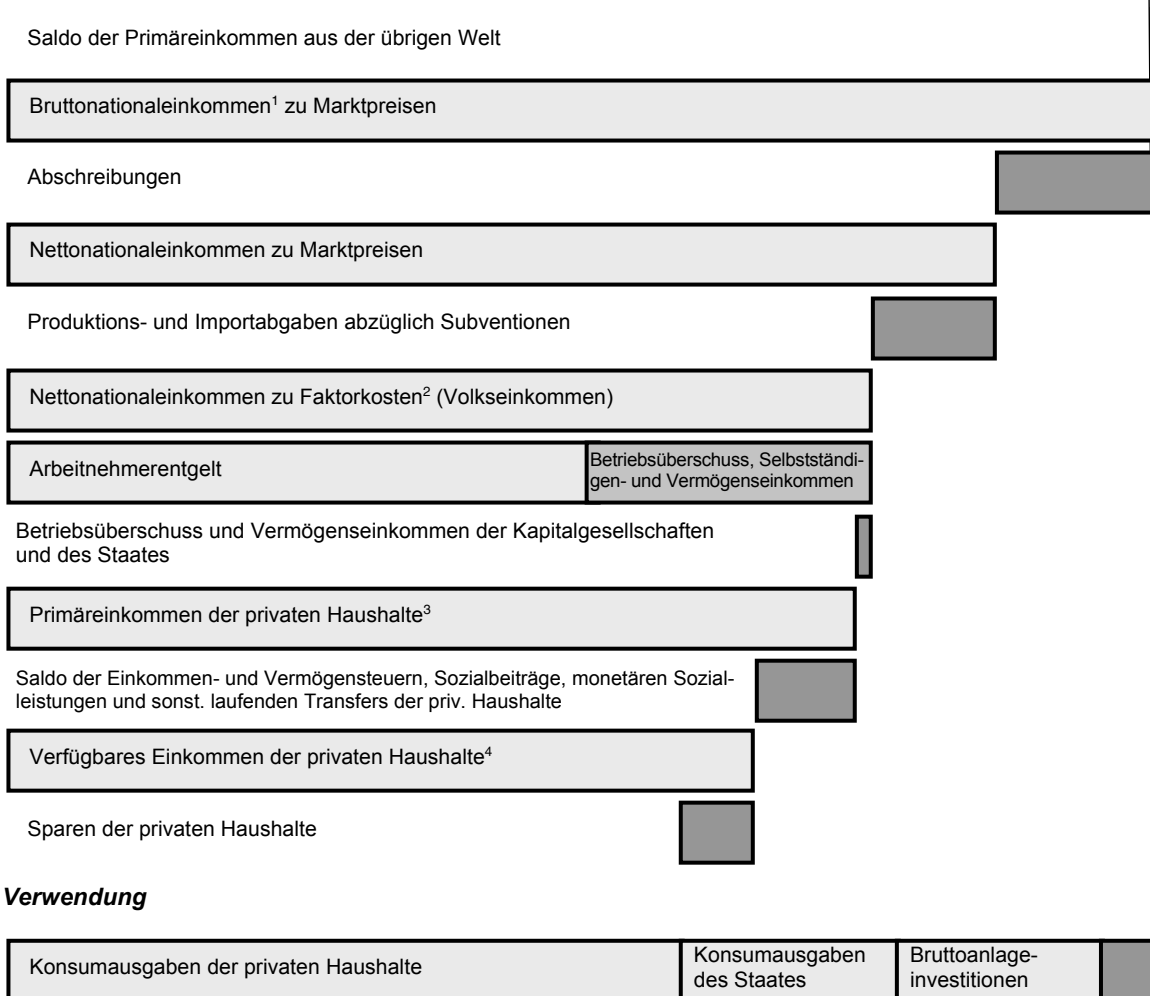 Saldo der Primäreinkommen aus der übrigen Welt
Bruttonationaleinkommen¹ zu Marktpreisen
Abschreibungen
Nettonationaleinkommen zu Marktpreisen
Produktions- und Importabgaben abzüglich Subventionen
Nettonationaleinkommen zu Faktorkosten² (Volkseinkommen)
Arbeitnehmerentgelt
Betriebsüberschuss, Selbstständi-
gen- und Vermögenseinkommen
Betriebsüberschuss und Vermögenseinkommen der Kapitalgesellschaften
und des Staates
Primäreinkommen der privaten Haushalte³
Saldo der Einkommen- und Vermögensteuern, Sozialbeiträge, monetären Sozial-
leistungen und sonst. laufenden Transfers der priv. Haushalte
Verfügbares Einkommen der privaten Haushalte⁴
Sparen der privaten Haushalte
Verwendung
Konsumausgaben der privaten Haushalte
Konsumausgaben
des Staates
Bruttoanlage-
investitionen